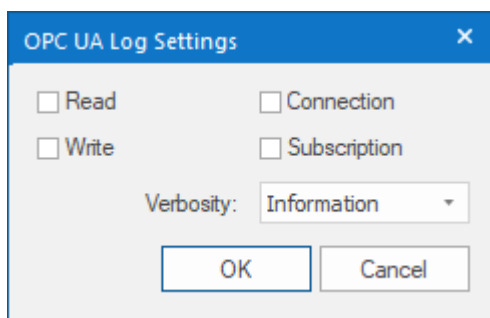 OPC UA Log Settings
Read
Connection
Write
Subscription
Verbosity: Information
OK
Cancel